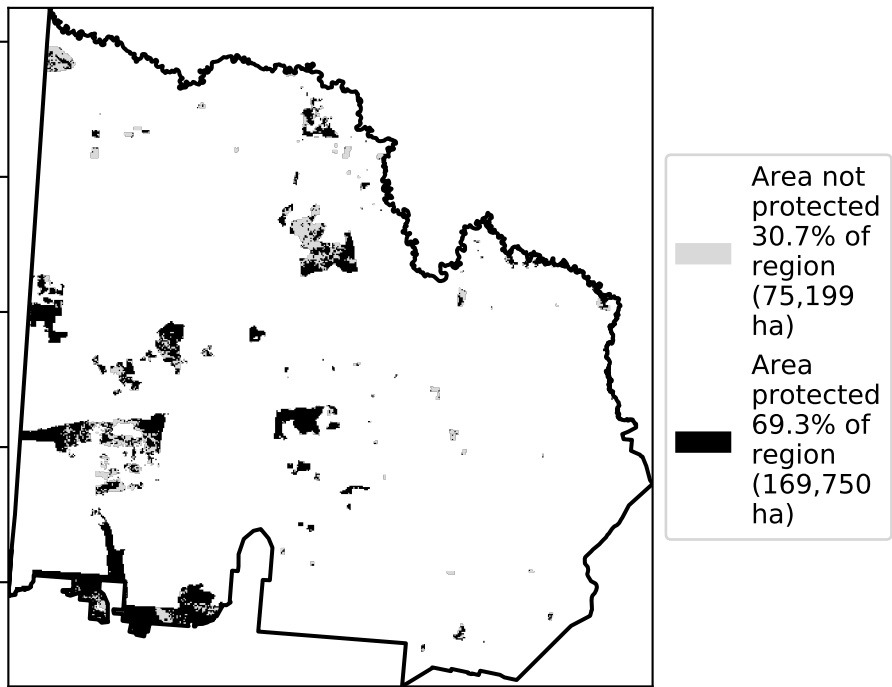 Area not
protected
30.7% of
region
(75,199
ha)
Area
protected
69.3% of
region
(169,750
ha)